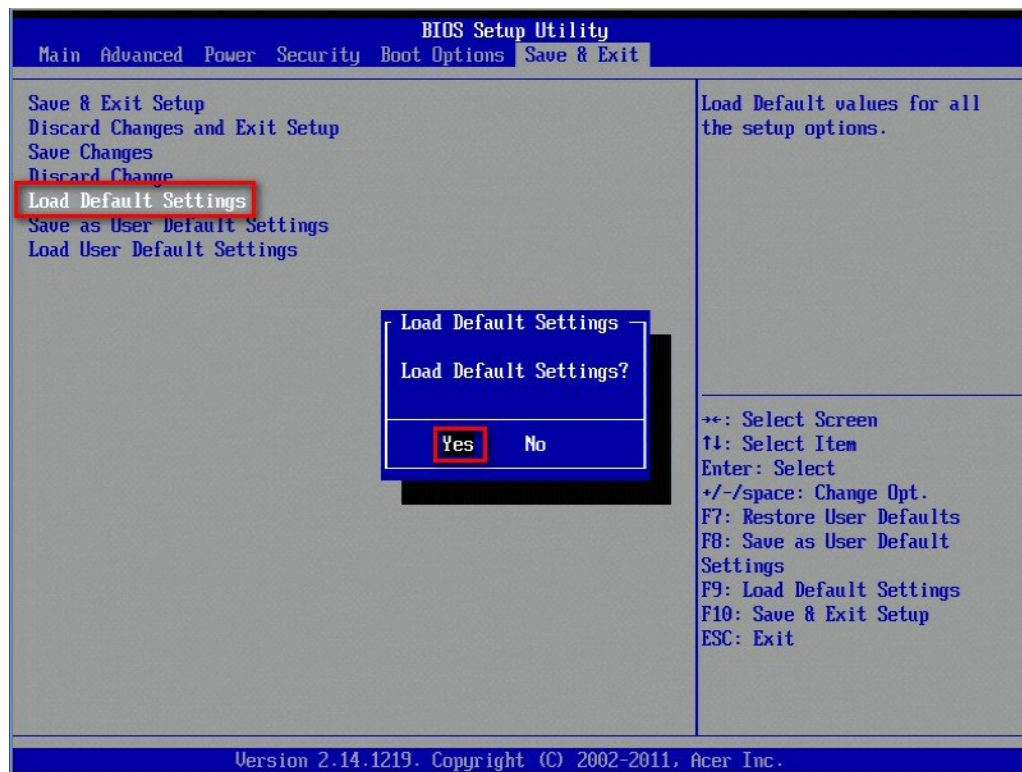 BIOS Setup Utility
Main Advanced Power Security Boot Options Save & Exit
Save & Exit Setup
Discard Changes and Exit Setup
Save Changes
Discard Change
Load Default Settings
Save as User Default Settings
Load User Default Settings
Load Default values for all
the setup options.
Load Default Settings
Load Default Settings?
Yes No
→←: Select Screen
↑↓: Select Item
Enter: Select
+/-/space: Change Opt.
F7: Restore User Defaults
F8: Save as User Default
Settings
F9: Load Default Settings
F10: Save & Exit Setup
ESC: Exit
Version 2.14.1219. Copyright (C) 2002-2011, Acer Inc.